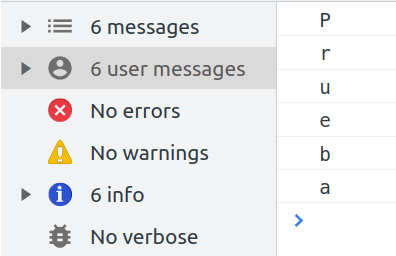 6 messages
6 user messages
No errors
No warnings
6 info
No verbose
P
r
u
e
b
a